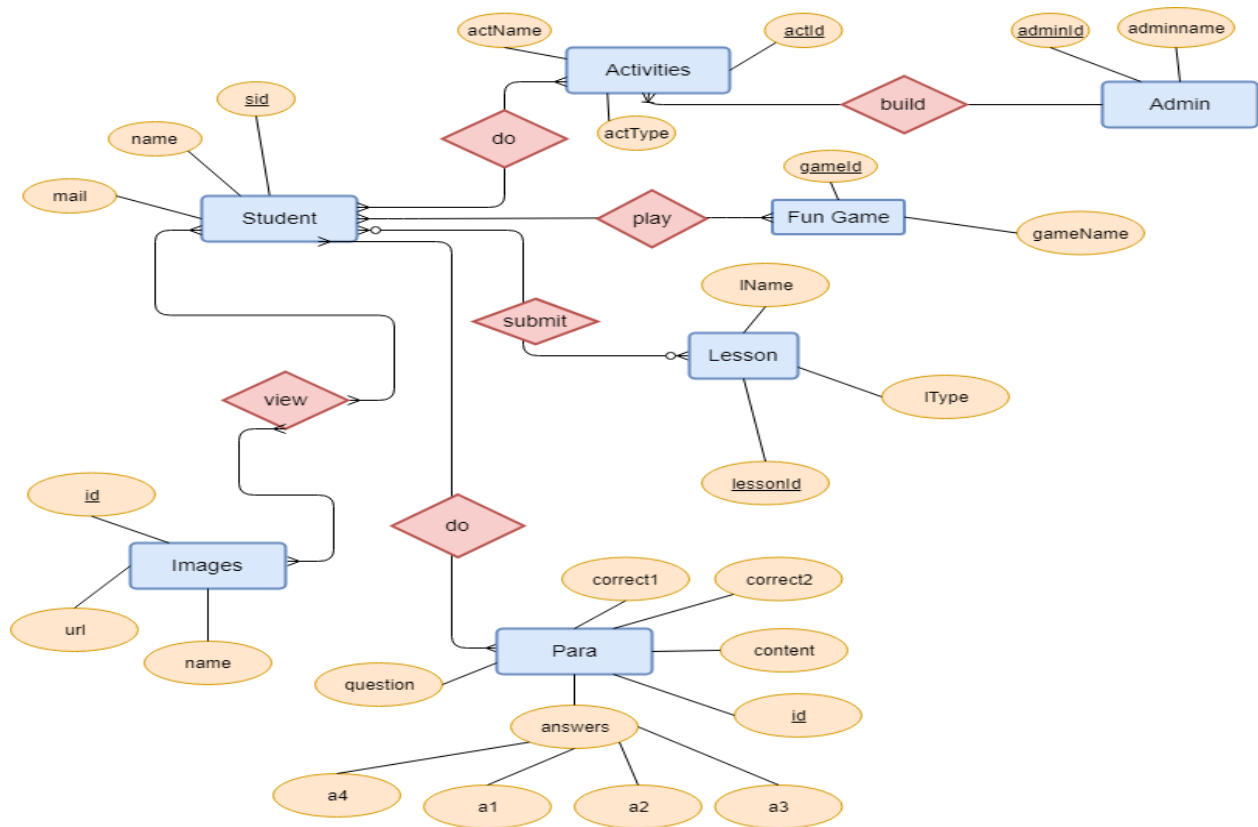 actName
actId
adminId
adminname
Activities
Admin
build
sid
actType
do
name
gameId
mail
Student
play
Fun Game
gameName
lName
submit
Lesson
view
lType
lessonId
id
do
Images
correct1
correct2
url
name
Para
content
question
id
answers
a4
a1
a2
a3